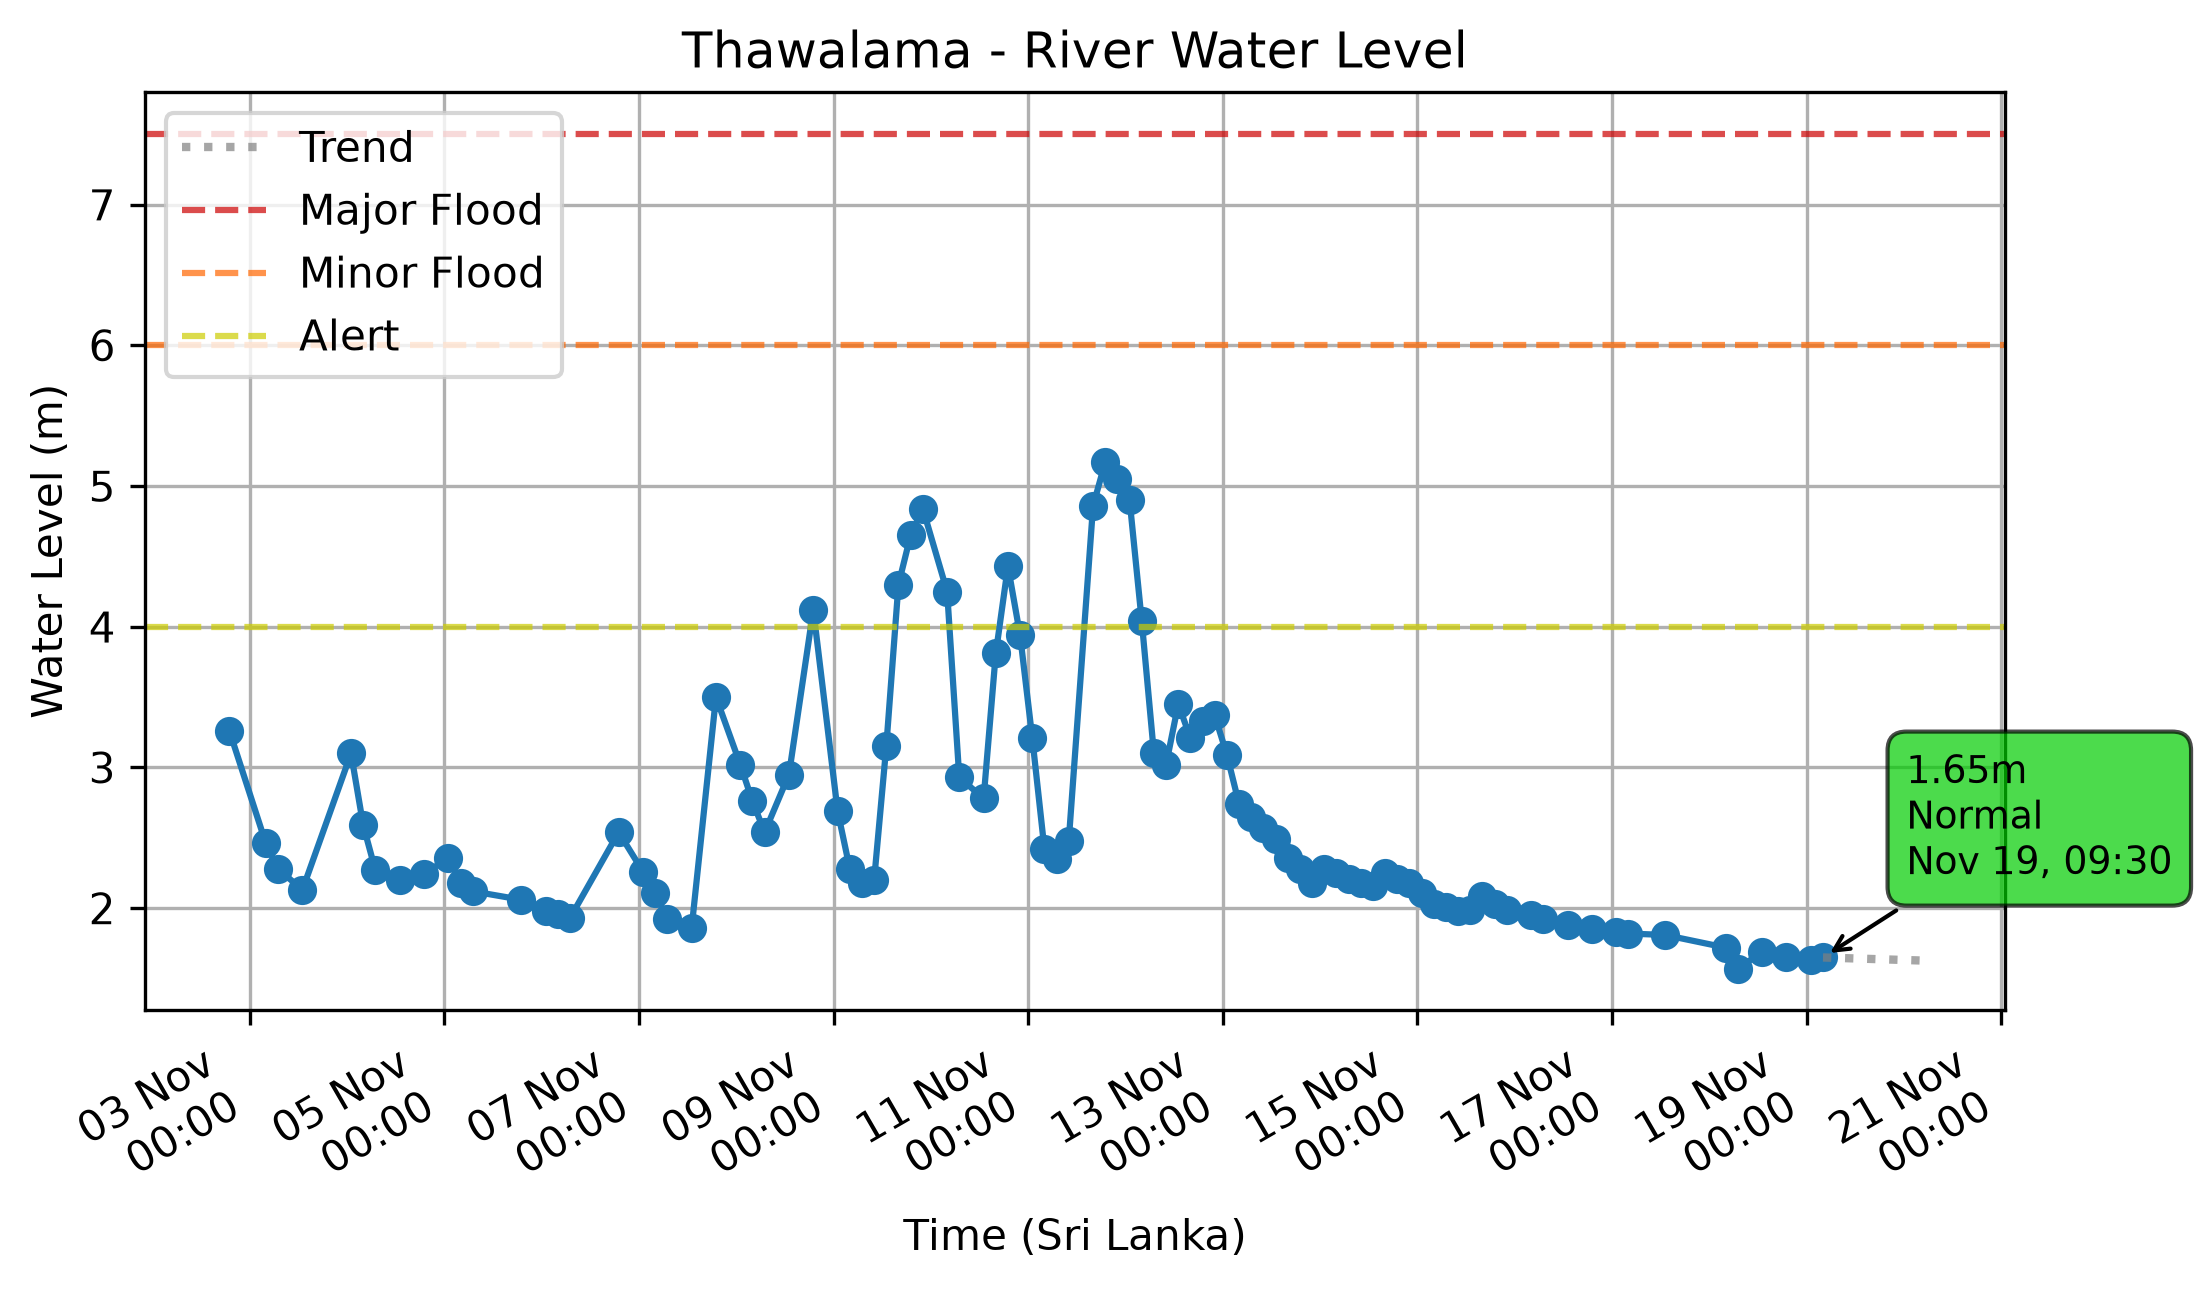 Thawalama - River Water Level
Trend
Major Flood
Minor Flood
Alert
7
6
5
4
3
2
Water Level (m)
1.65m
Normal
Nov 19, 09:30
03 Nov
00:00
05 Nov
00:00
07 Nov
00:00
09 Nov
00:00
11 Nov
00:00
13 Nov
00:00
15 Nov
00:00
17 Nov
00:00
19 Nov
00:00
21 Nov
00:00
Time (Sri Lanka)